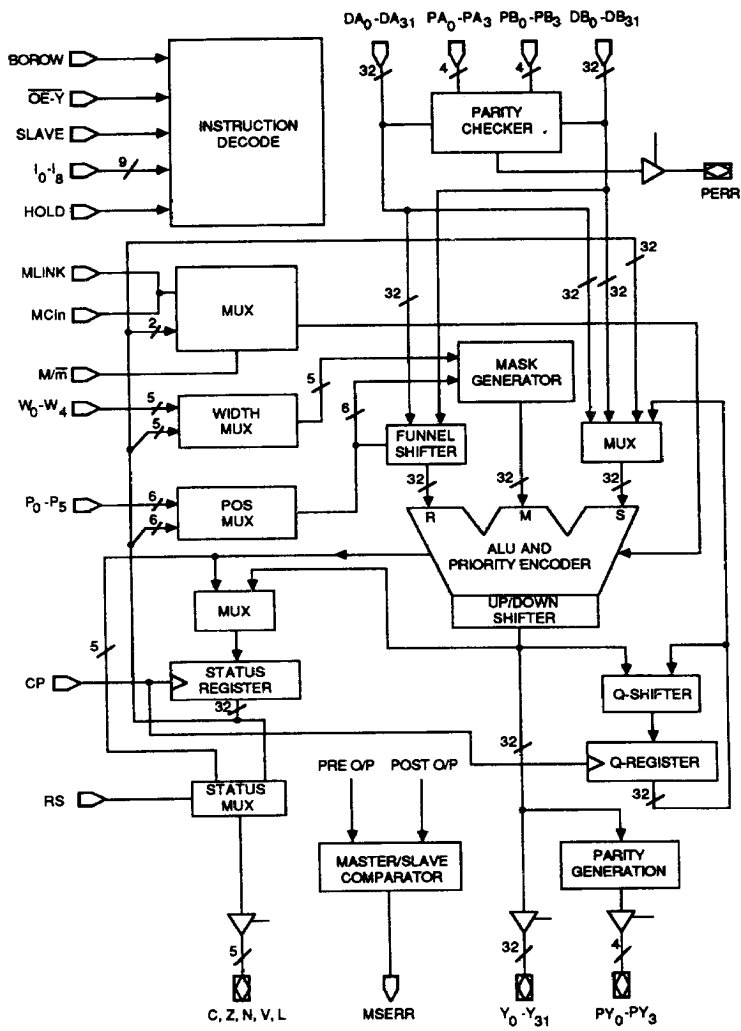 DA0-DA31 PA0-PA3 PB0-PB3 DB0-DB31
32 4 4 32
BOROW
OE-Y
SLAVE
I0-I8
9
HOLD
INSTRUCTION
DECODE
PARITY
CHECKER
PERR
MLINK
MCin
2
MUX
M/m
32 32 32 32
W0-W4
5
5
WIDTH
MUX
5
MASK
GENERATOR
6
FUNNEL
SHIFTER
MUX
P0-P5
6
6
POS
MUX
32 32 32
R M S
ALU AND
PRIORITY ENCODER
UP/DOWN
SHIFTER
MUX
5
CP
STATUS
REGISTER
32
Q-SHIFTER
32
Q-REGISTER
32
RS
STATUS
MUX
PRE O/P POST O/P
MASTER/SLAVE
COMPARATOR
PARITY
GENERATION
5 32 4
C, Z, N, V, L MSERR Y0-Y31 PY0-PY3